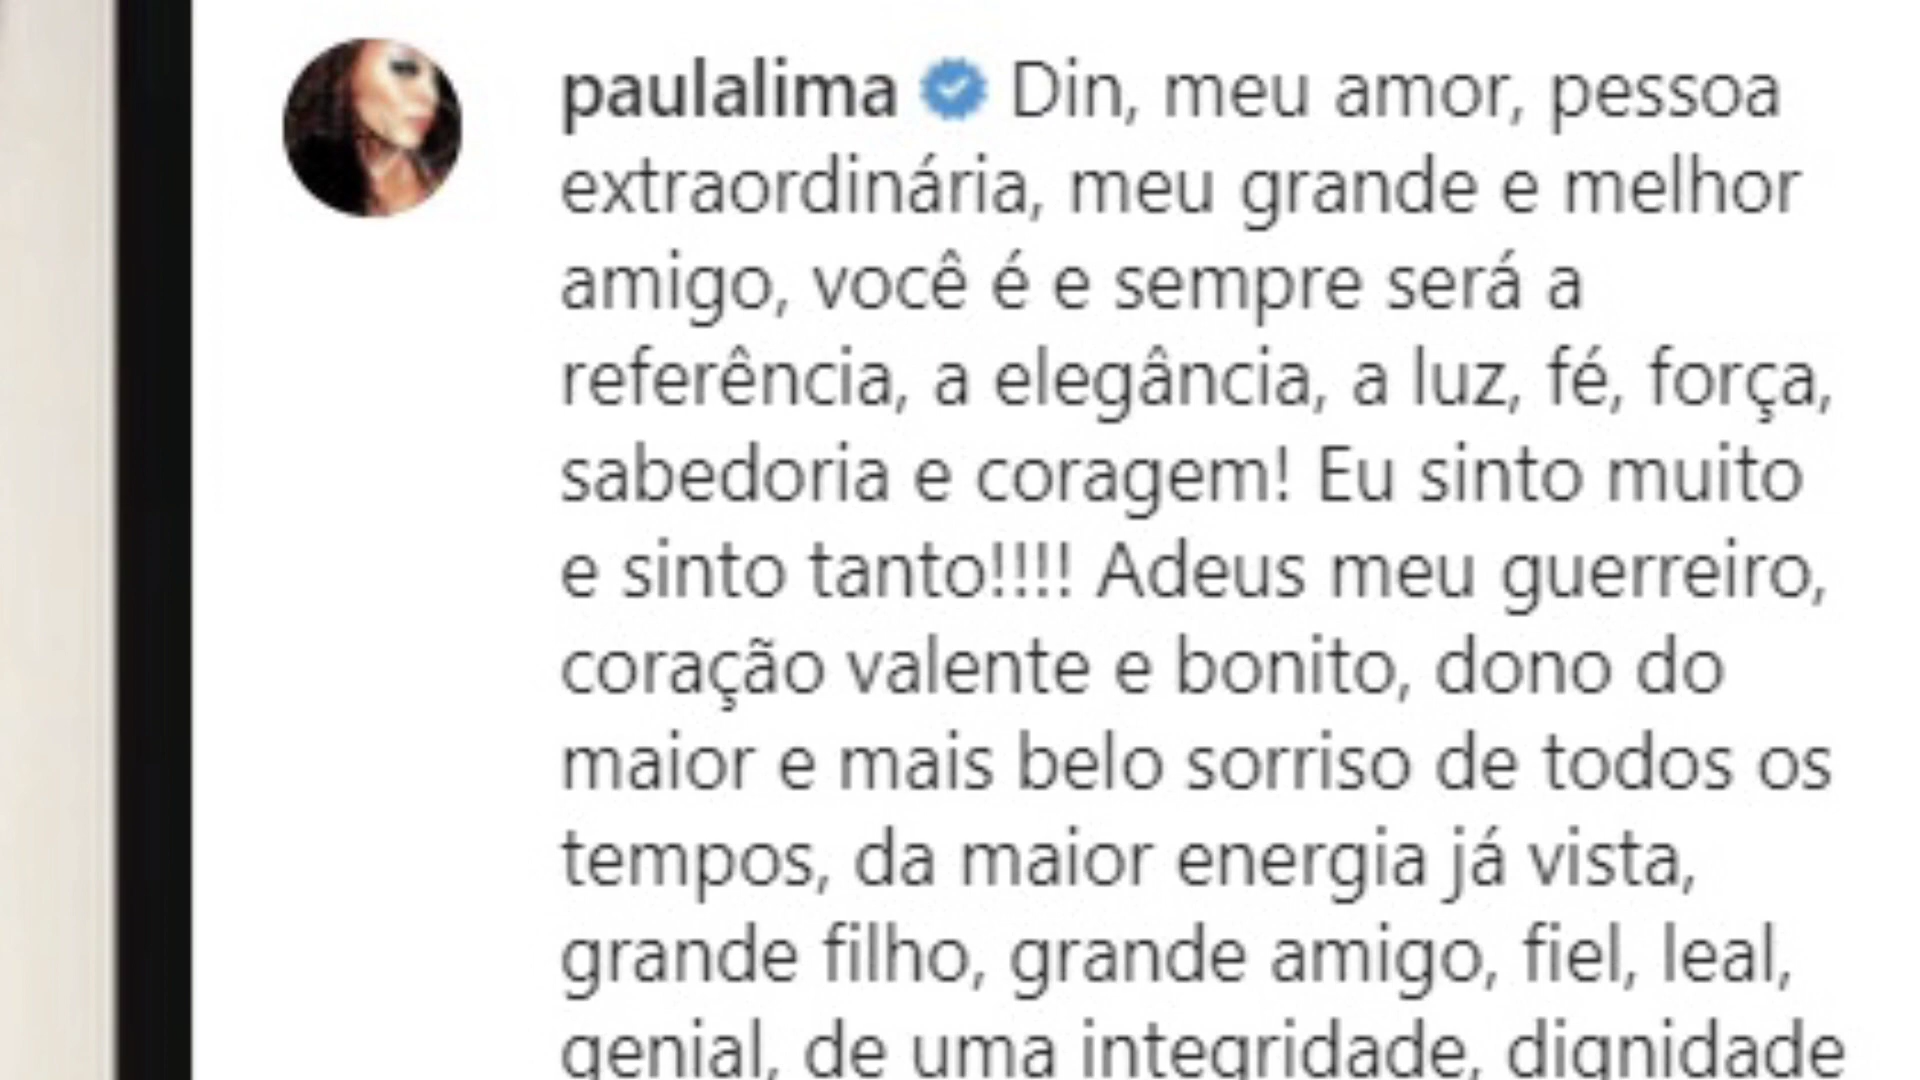 paulalima Din, meu amor, pessoa
extraordinária, meu grande e melhor
amigo, você é e sempre será a
referência, a elegância, a luz, fé, força,
sabedoria e coragem! Eu sinto muito
e sinto tanto!!!! Adeus meu guerreiro,
coração valente e bonito, dono do
maior e mais belo sorriso de todos os
tempos, da maior energia já vista,
grande filho, grande amigo, fiel, leal,
genial, de uma integridade, dignidade